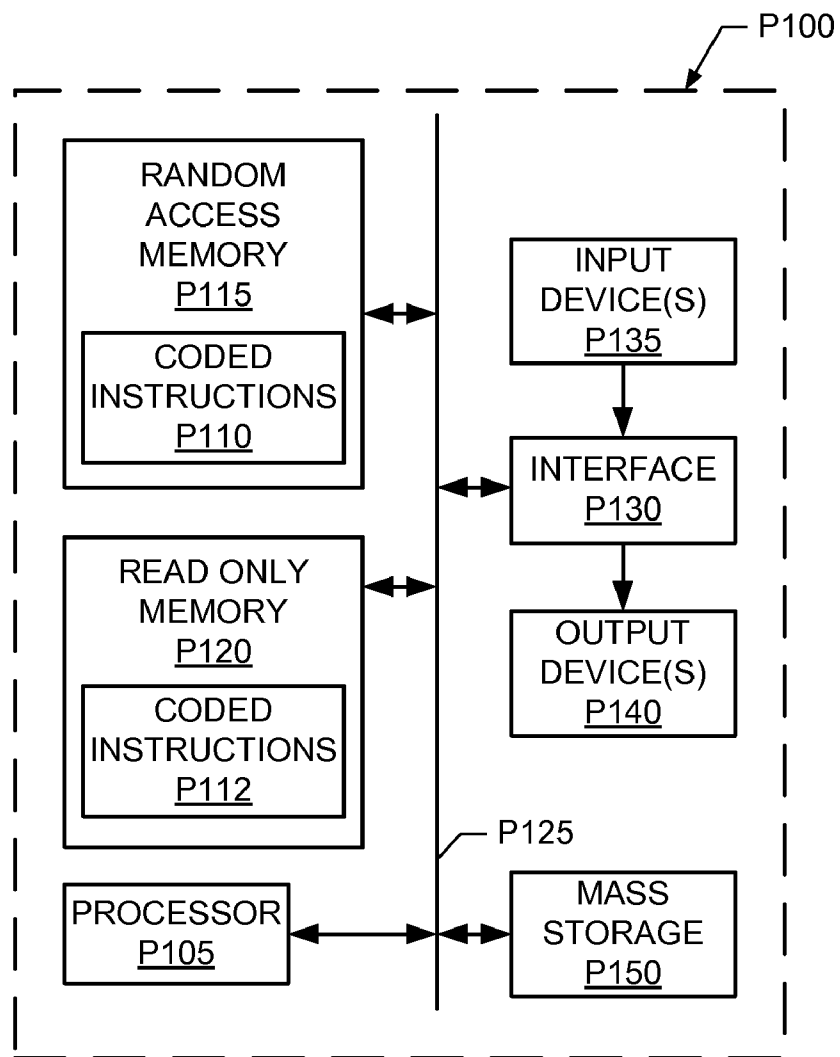 P100
RANDOM
ACCESS
MEMORY
P115
CODED
INSTRUCTIONS
P110
READ ONLY
MEMORY
P120
CODED
INSTRUCTIONS
P112
PROCESSOR
P105
INPUT
DEVICE(S)
P135
INTERFACE
P130
OUTPUT
DEVICE(S)
P140
P125
MASS
STORAGE
P150